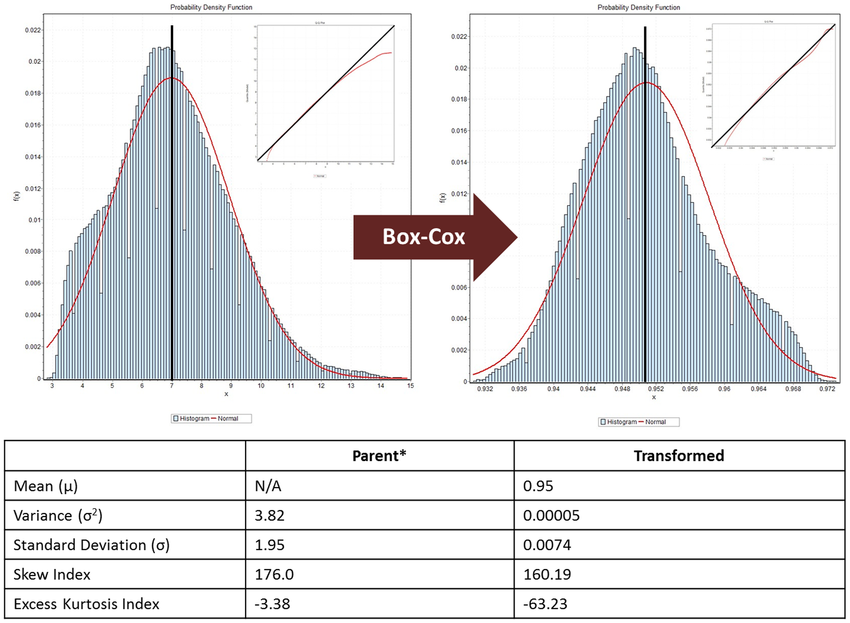 Probability Density Function
Probability Density Function
0.022
0.02
0.018
0.016
0.014
0.012
0.01
0.008
0.006
0.004
0.002
0
f(x)
3 4 5 6 7 8 9 10 11 12 13 14 15
x
Histogram Normal
Box-Cox
0.022
0.02
0.018
0.016
0.014
0.012
0.01
0.008
0.006
0.004
0.002
0
f(x)
0.932 0.936 0.94 0.944 0.948 0.952 0.956 0.96 0.964 0.968 0.972
x
Histogram Normal
Parent* Transformed
Mean (μ) N/A 0.95
Variance (σ²) 3.82 0.00005
Standard Deviation (σ) 1.95 0.0074
Skew Index 176.0 160.19
Excess Kurtosis Index -3.38 -63.23